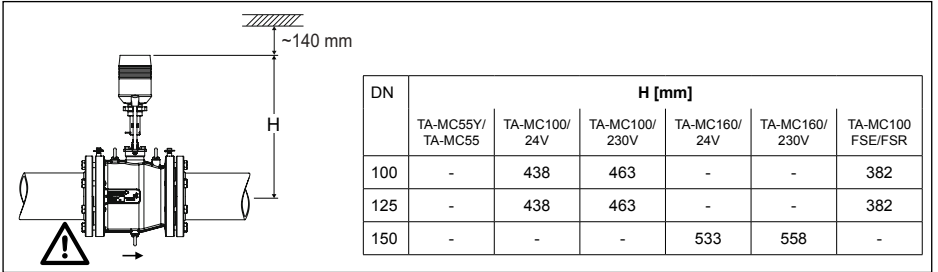 ~140 mm
H
DN H [mm]
TA-MC55Y/ TA-MC100/ TA-MC100/ TA-MC160/ TA-MC160/ TA-MC100
TA-MC55 24V 230V 24V 230V FSE/FSR
100 - 438 463 - - 382
125 - 438 463 - - 382
150 - - - 533 558 -